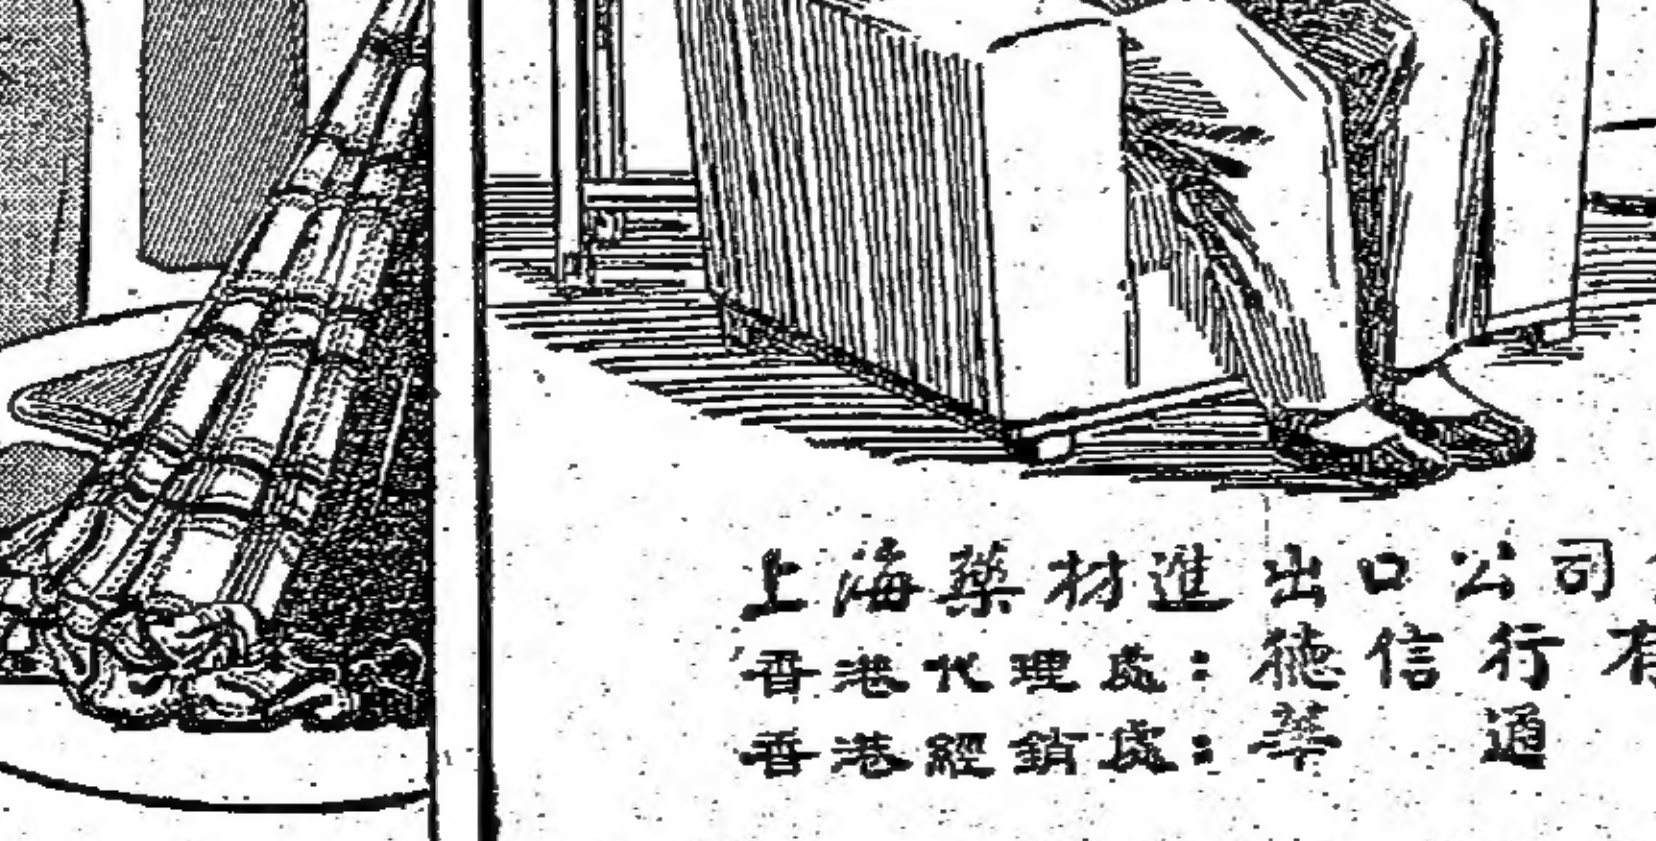 上海藥材進出口公司
香港代理處：德信行有
香港經銷處：華通